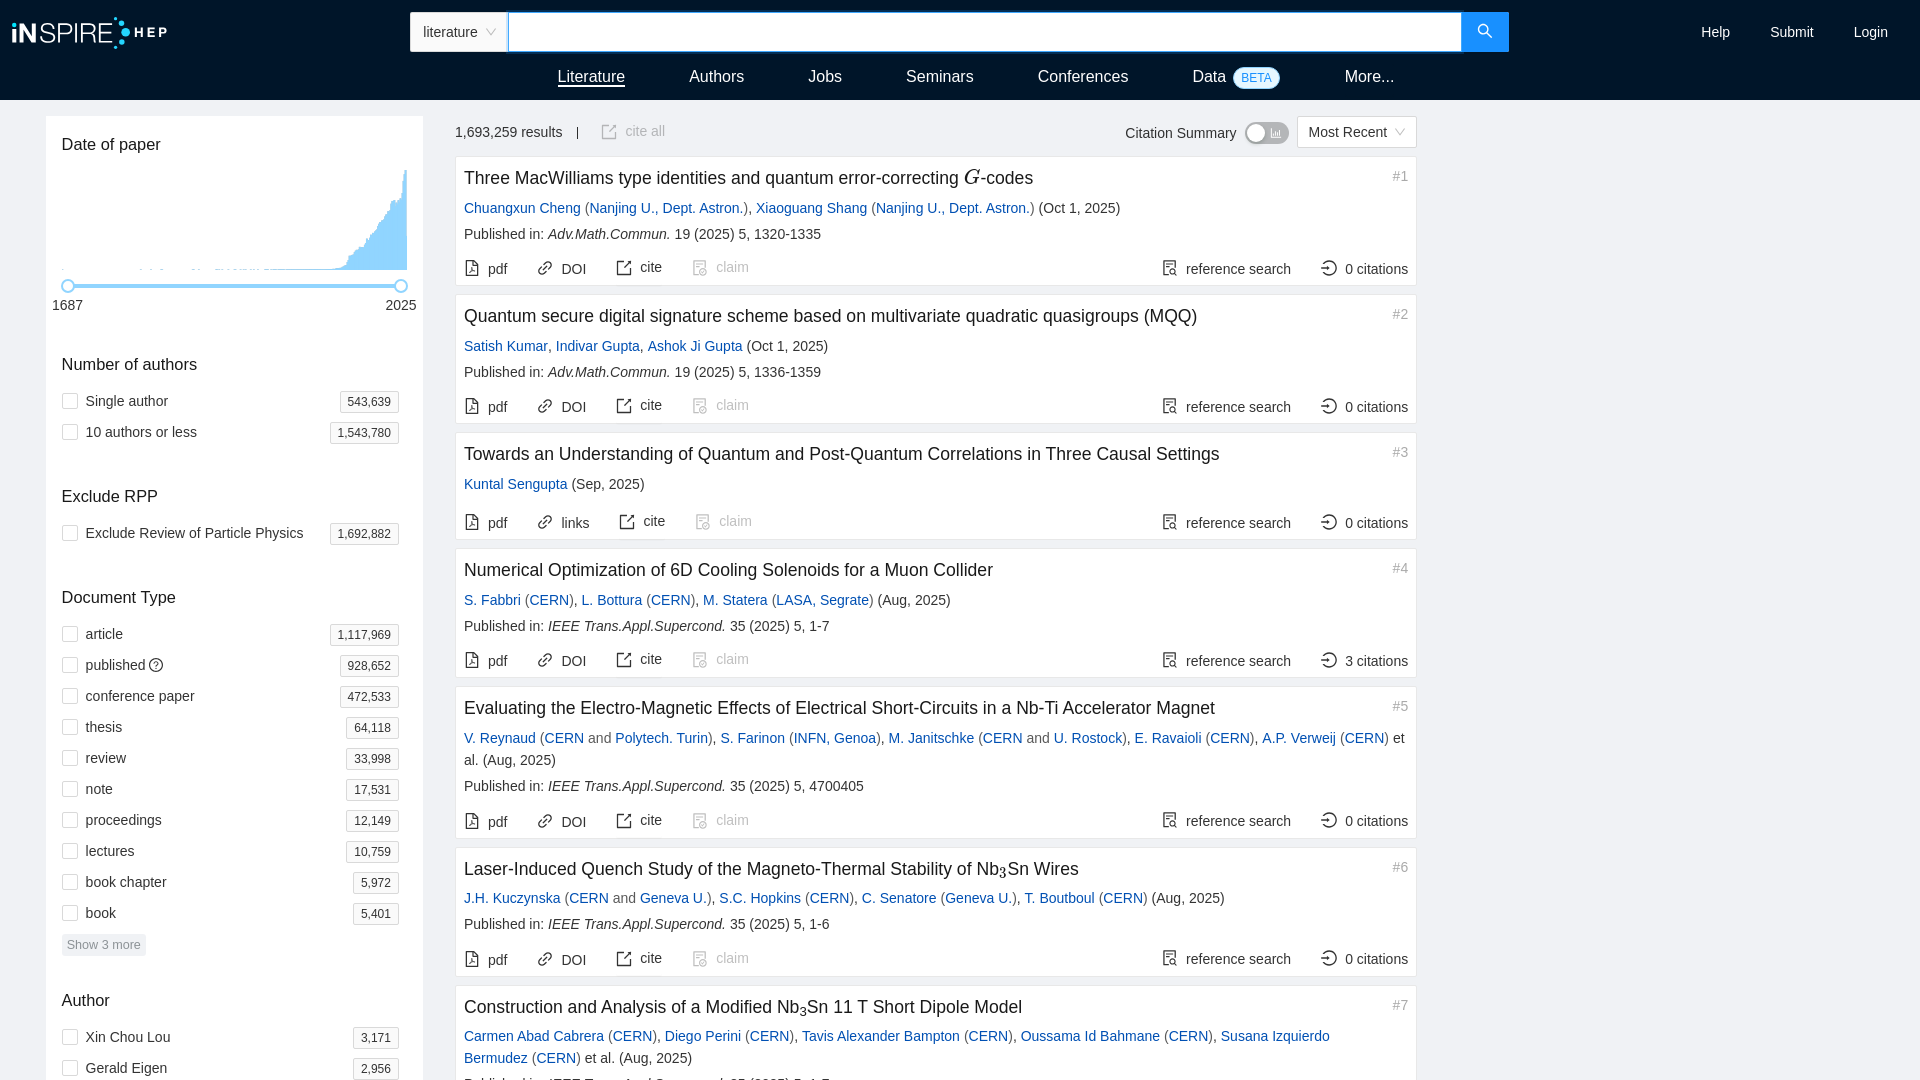 iNSPIRE HEP
literature
Help
Submit
Login
Literature
Authors
Jobs
Seminars
Conferences
Data BETA
More...
Date of paper
1687
2025
Number of authors
Single author 543,639
10 authors or less 1,543,780
Exclude RPP
Exclude Review of Particle Physics 1,692,882
Document Type
article 1,117,969
published 928,652
conference paper 472,533
thesis 64,118
review 33,998
note 17,531
proceedings 12,149
lectures 10,759
book chapter 5,972
book 5,401
Show 3 more
Author
Xin Chou Lou 3,171
Gerald Eigen 2,956
1,693,259 results | cite all
Citation Summary
Most Recent
Three MacWilliams type identities and quantum error-correcting G-codes #1
Chuangxun Cheng (Nanjing U., Dept. Astron.), Xiaoguang Shang (Nanjing U., Dept. Astron.) (Oct 1, 2025)
Published in: Adv.Math.Commun. 19 (2025) 5, 1320-1335
pdf DOI cite claim reference search 0 citations
Quantum secure digital signature scheme based on multivariate quadratic quasigroups (MQQ) #2
Satish Kumar, Indivar Gupta, Ashok Ji Gupta (Oct 1, 2025)
Published in: Adv.Math.Commun. 19 (2025) 5, 1336-1359
pdf DOI cite claim reference search 0 citations
Towards an Understanding of Quantum and Post-Quantum Correlations in Three Causal Settings #3
Kuntal Sengupta (Sep, 2025)
pdf links cite claim reference search 0 citations
Numerical Optimization of 6D Cooling Solenoids for a Muon Collider #4
S. Fabbri (CERN), L. Bottura (CERN), M. Statera (LASA, Segrate) (Aug, 2025)
Published in: IEEE Trans.Appl.Supercond. 35 (2025) 5, 1-7
pdf DOI cite claim reference search 3 citations
Evaluating the Electro-Magnetic Effects of Electrical Short-Circuits in a Nb-Ti Accelerator Magnet #5
V. Reynaud (CERN and Polytech. Turin), S. Farinon (INFN, Genoa), M. Janitschke (CERN and U. Rostock), E. Ravaioli (CERN), A.P. Verweij (CERN) et
al. (Aug, 2025)
Published in: IEEE Trans.Appl.Supercond. 35 (2025) 5, 4700405
pdf DOI cite claim reference search 0 citations
Laser-Induced Quench Study of the Magneto-Thermal Stability of Nb₃Sn Wires #6
J.H. Kuczynska (CERN and Geneva U.), S.C. Hopkins (CERN), C. Senatore (Geneva U.), T. Boutboul (CERN) (Aug, 2025)
Published in: IEEE Trans.Appl.Supercond. 35 (2025) 5, 1-6
pdf DOI cite claim reference search 0 citations
Construction and Analysis of a Modified Nb₃Sn 11 T Short Dipole Model #7
Carmen Abad Cabrera (CERN), Diego Perini (CERN), Tavis Alexander Bampton (CERN), Oussama Id Bahmane (CERN), Susana Izquierdo
Bermudez (CERN) et al. (Aug, 2025)